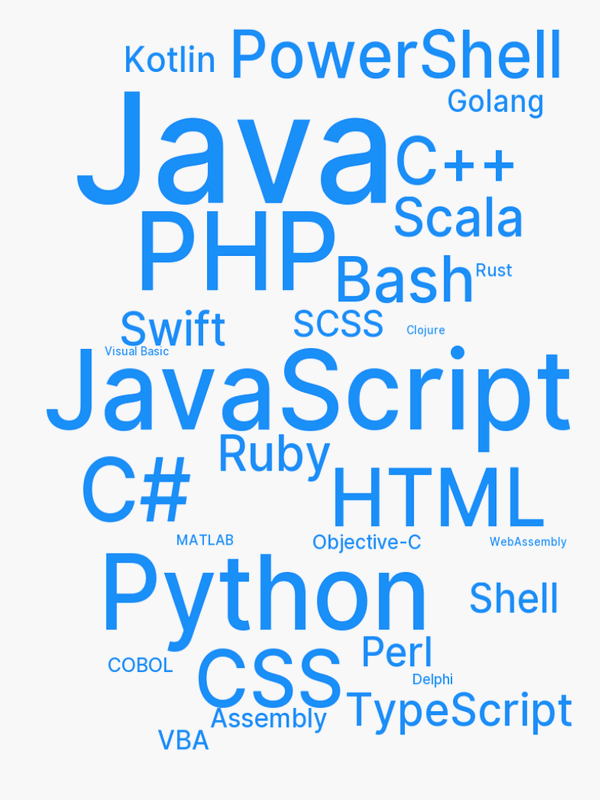 Kotlin
PowerShell
Golang
Java
C++
Scala
PHP
Bash
Rust
Swift
SCSS
Clojure
Visual Basic
JavaScript
Ruby
C#
HTML
MATLAB
Objective-C
WebAssembly
Python
Shell
Perl
COBOL
CSS
Delphi
TypeScript
Assembly
VBA